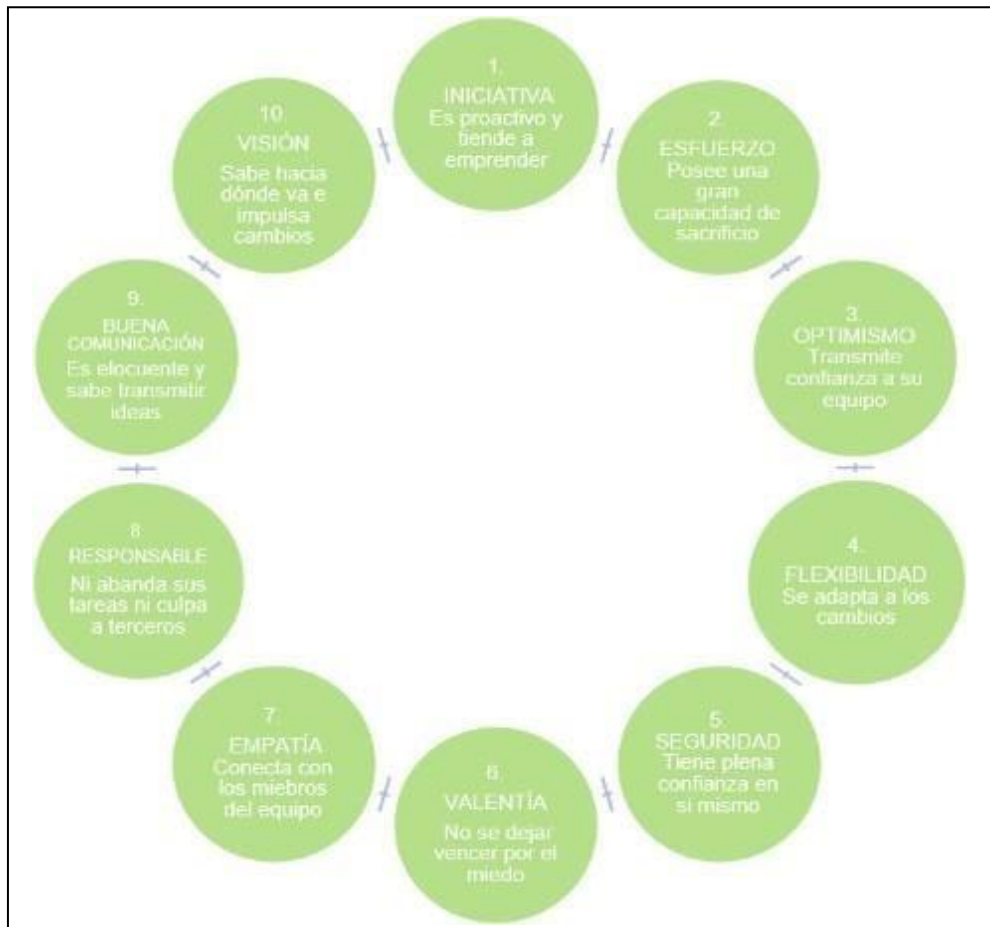 1.
INICIATIVA
Es proactivo y
tiende a
emprender
2.
ESFUERZO
Posee una
gran
capacidad de
sacrificio
3.
OPTIMISMO
Transmite
confianza a su
equipo
4.
FLEXIBILIDAD
Se adapta a los
cambios
5.
SEGURIDAD
Tiene plena
confianza en
si mismo
6.
VALENTÍA
No se dejar
vencer por el
miedo
7.
EMPATÍA
Conecta con
los miebros
del equipo
8
RESPONSABLE
Ni abanda sus
tareas ni culpa
a terceros
9.
BUENA
COMUNICACIÓN
Es elocuente y
sabe transmitir
ideas
10.
VISIÓN
Sabe hacia
dónde va e
impulsa
cambios